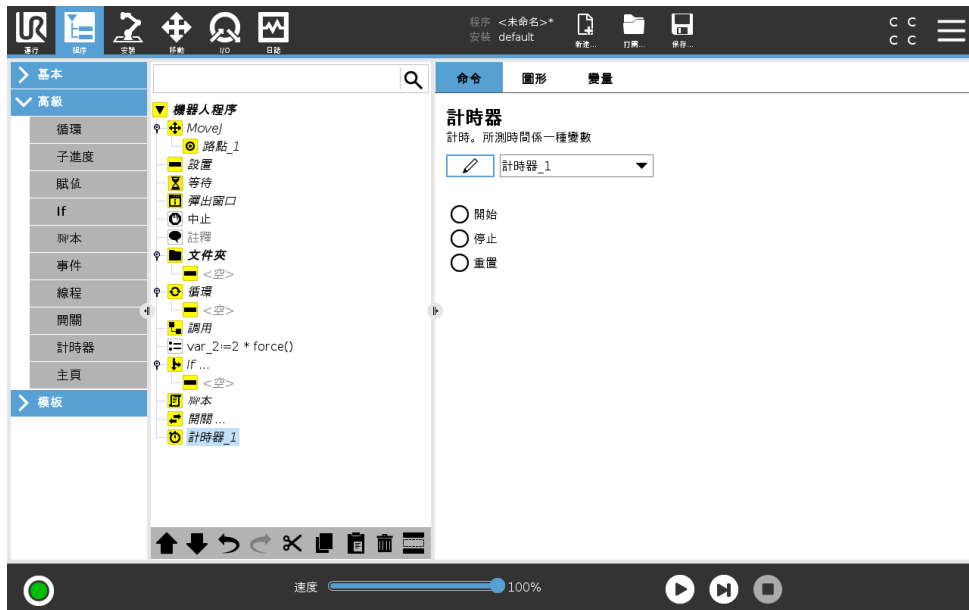 UR
運行
程序
安裝
移動
I/O
日誌
程序 <未命名>*
安裝 default
新建...
打開...
保存...
C C
C C
基本
高級
循環
子進度
賦值
If
腳本
事件
線程
開關
計時器
主頁
模板
機器人程序
MoveJ
路點_1
設置
等待
彈出窗口
中止
註釋
文件夾
<空>
循環
<空>
調用
var_2:=2 * force()
If ...
<空>
腳本
開關 ...
計時器_1
命令 圖形 變量
計時器
計時。所測時間係一種變數
計時器_1
開始
停止
重置
速度 100%